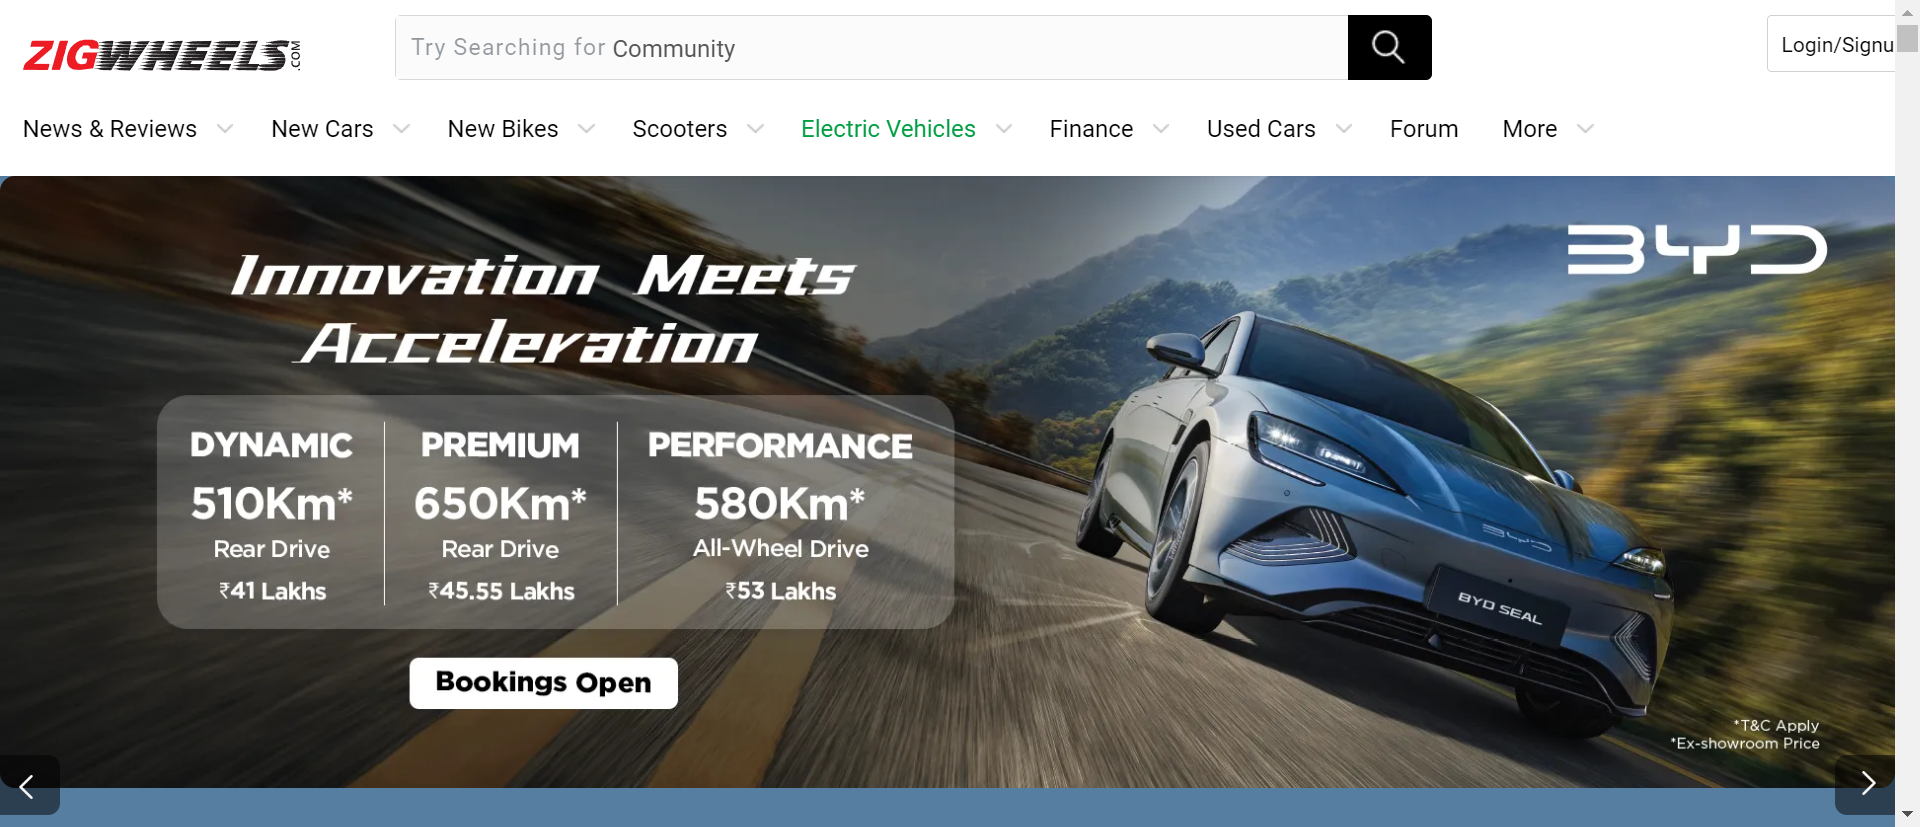 ZIGWHEELS.COM
Try Searching for Community
Login/Signu
News & Reviews New Cars New Bikes Scooters Electric Vehicles Finance Used Cars Forum More
BYD
Innovation Meets
Acceleration
DYNAMIC PREMIUM PERFORMANCE
510Km* 650Km* 580Km*
Rear Drive Rear Drive All-Wheel Drive
₹41 Lakhs ₹45.55 Lakhs ₹53 Lakhs
BYD
BYD SEAL
Bookings Open
*T&C Apply
*Ex-showroom Price